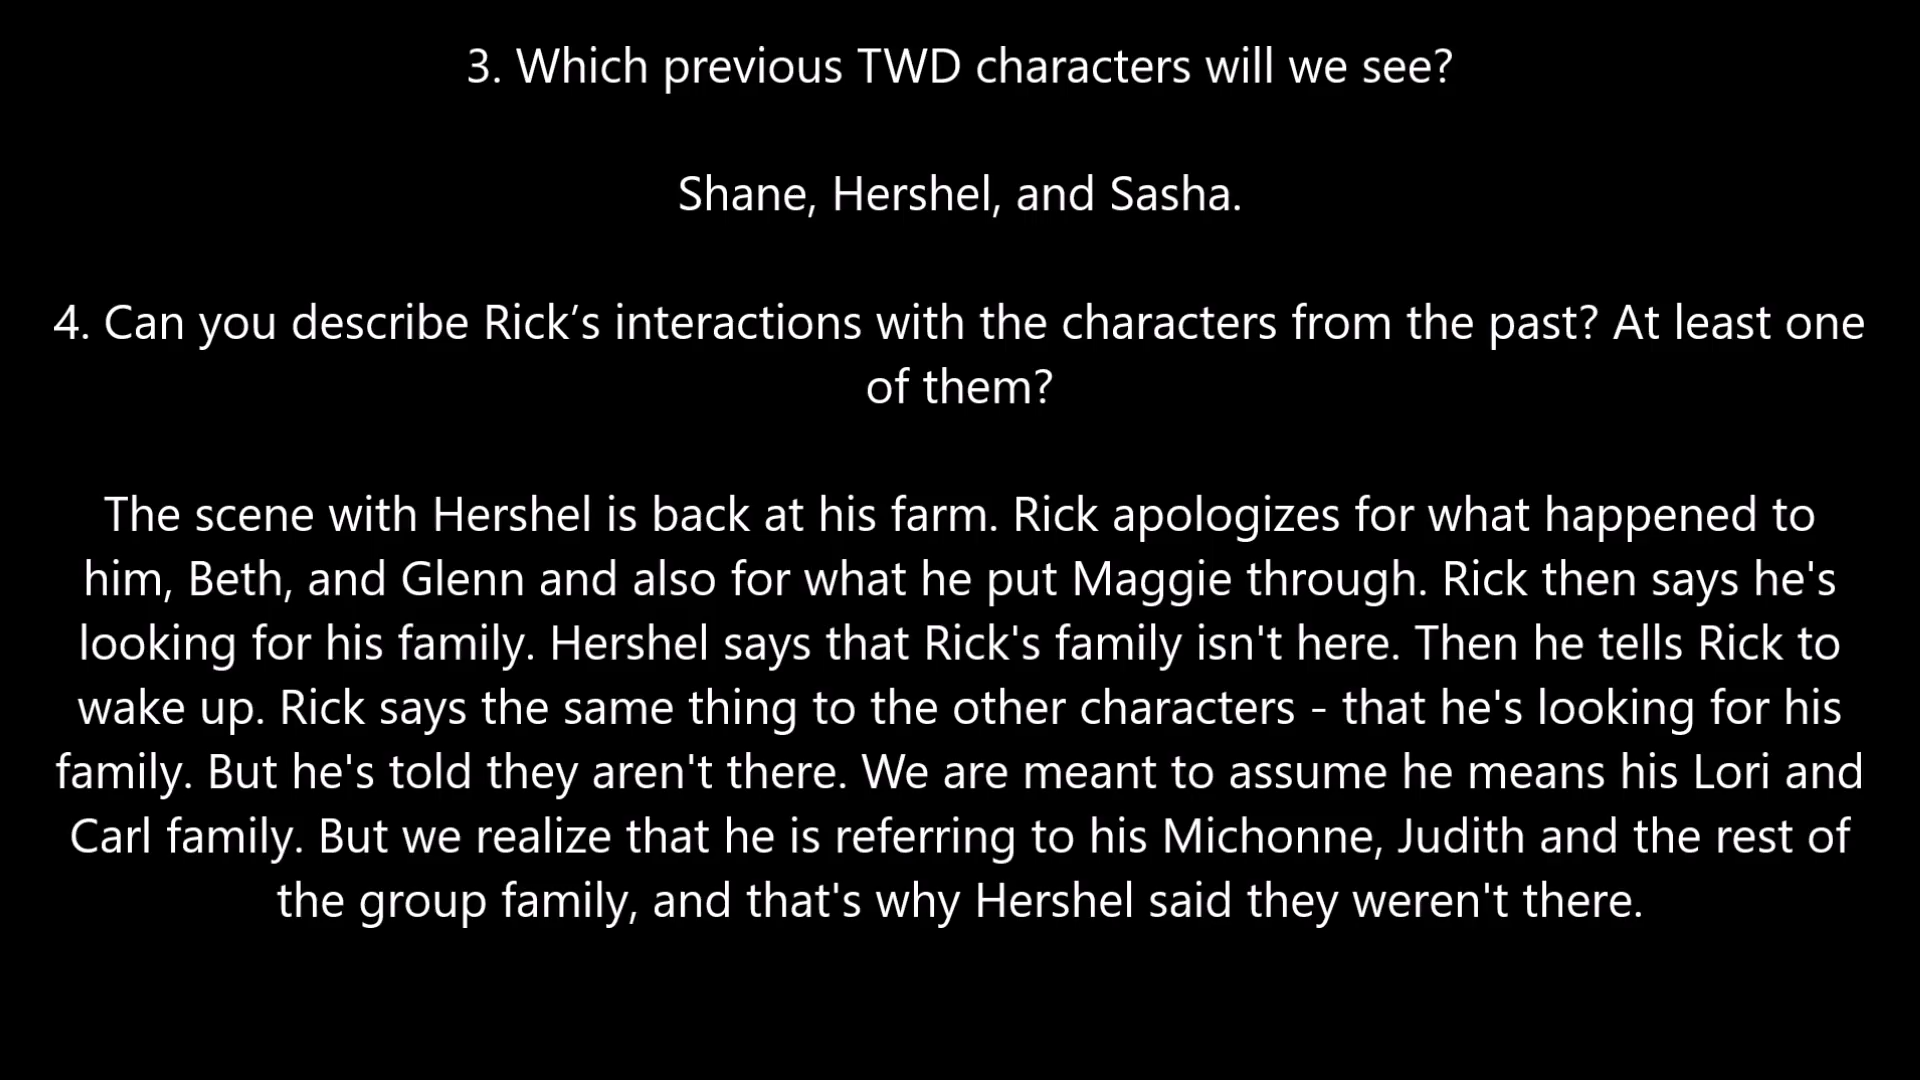 3. Which previous TWD characters will we see?
Shane, Hershel, and Sasha.
4. Can you describe Rick’s interactions with the characters from the past? At least one
of them?
The scene with Hershel is back at his farm. Rick apologizes for what happened to
him, Beth, and Glenn and also for what he put Maggie through. Rick then says he's
looking for his family. Hershel says that Rick's family isn't here. Then he tells Rick to
wake up. Rick says the same thing to the other characters - that he's looking for his
family. But he's told they aren't there. We are meant to assume he means his Lori and
Carl family. But we realize that he is referring to his Michonne, Judith and the rest of
the group family, and that's why Hershel said they weren't there.